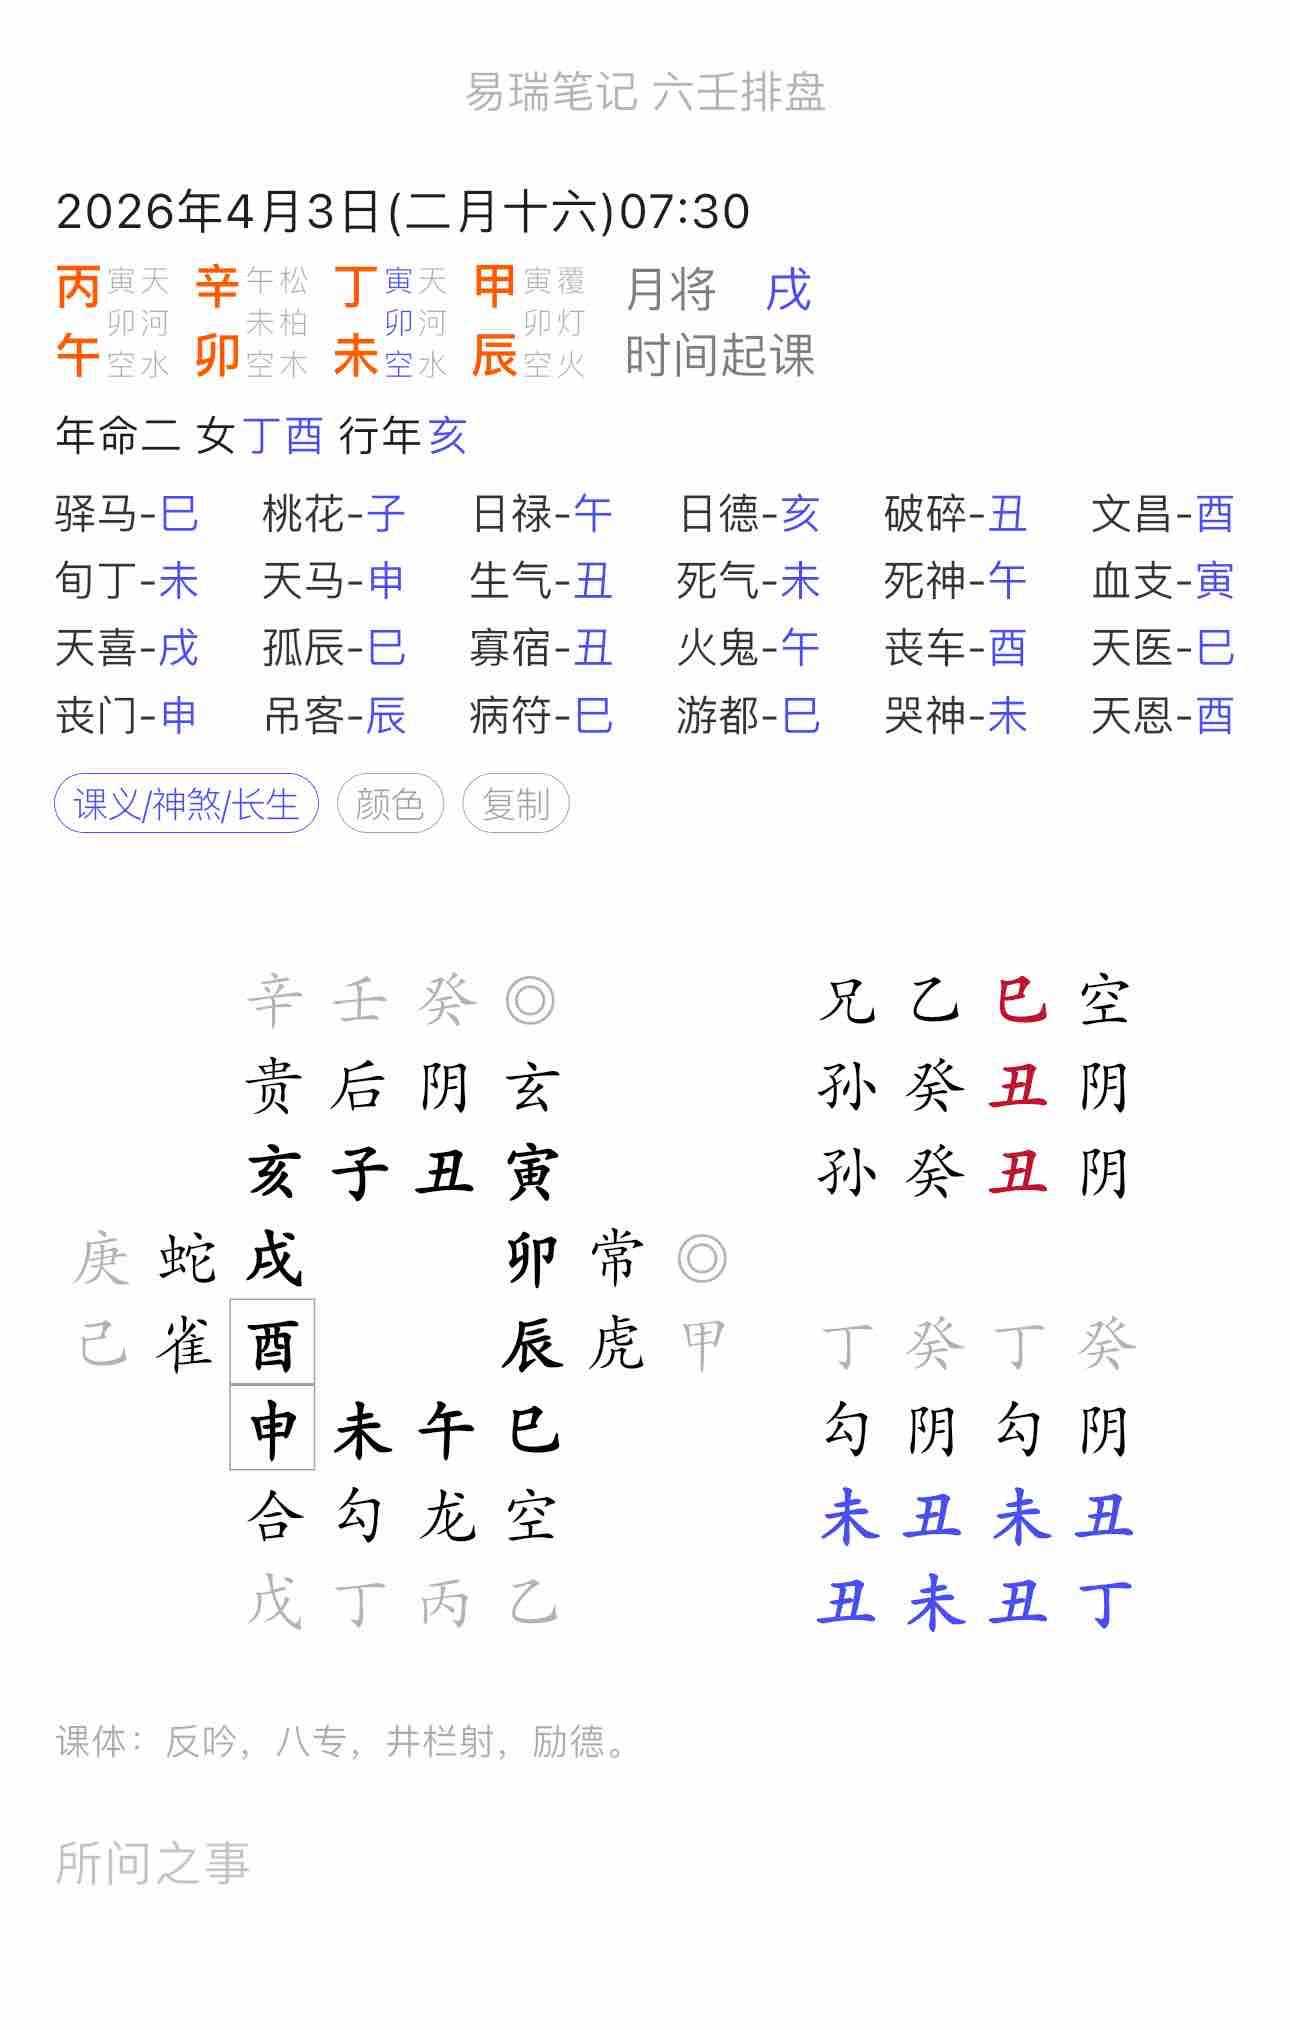 易瑞笔记 六壬排盘
2026年4月3日(二月十六)07:30
丙 寅天 辛 午松 丁 寅天 甲 寅覆 月将 戌
卯河 未柏 卯河 卯灯
午 空水 卯 空木 未 空水 辰 空火 时间起课
年命二 女丁酉 行年亥
驿马-巳 桃花-子 日禄-午 日德-亥 破碎-丑 文昌-酉
旬丁-未 天马-申 生气-丑 死气-未 死神-午 血支-寅
天喜-戌 孤辰-巳 寡宿-丑 火鬼-午 丧车-酉 天医-巳
丧门-申 吊客-辰 病符-巳 游都-巳 哭神-未 天恩-酉
课义/神煞/长生 颜色 复制
辛 壬 癸 ◎ 兄 乙 巳 空
贵 后 阴 玄 孙 癸 丑 阴
亥 子 丑 寅 孙 癸 丑 阴
庚 蛇 戌 卯 常 ◎
己 雀 酉 辰 虎 甲 丁 癸 丁 癸
申 未 午 巳 勾 阴 勾 阴
合 勾 龙 空 未 丑 未 丑
戊 丁 丙 乙 丑 未 丑 丁
课体：反吟，八专，井栏射，励德。
所问之事